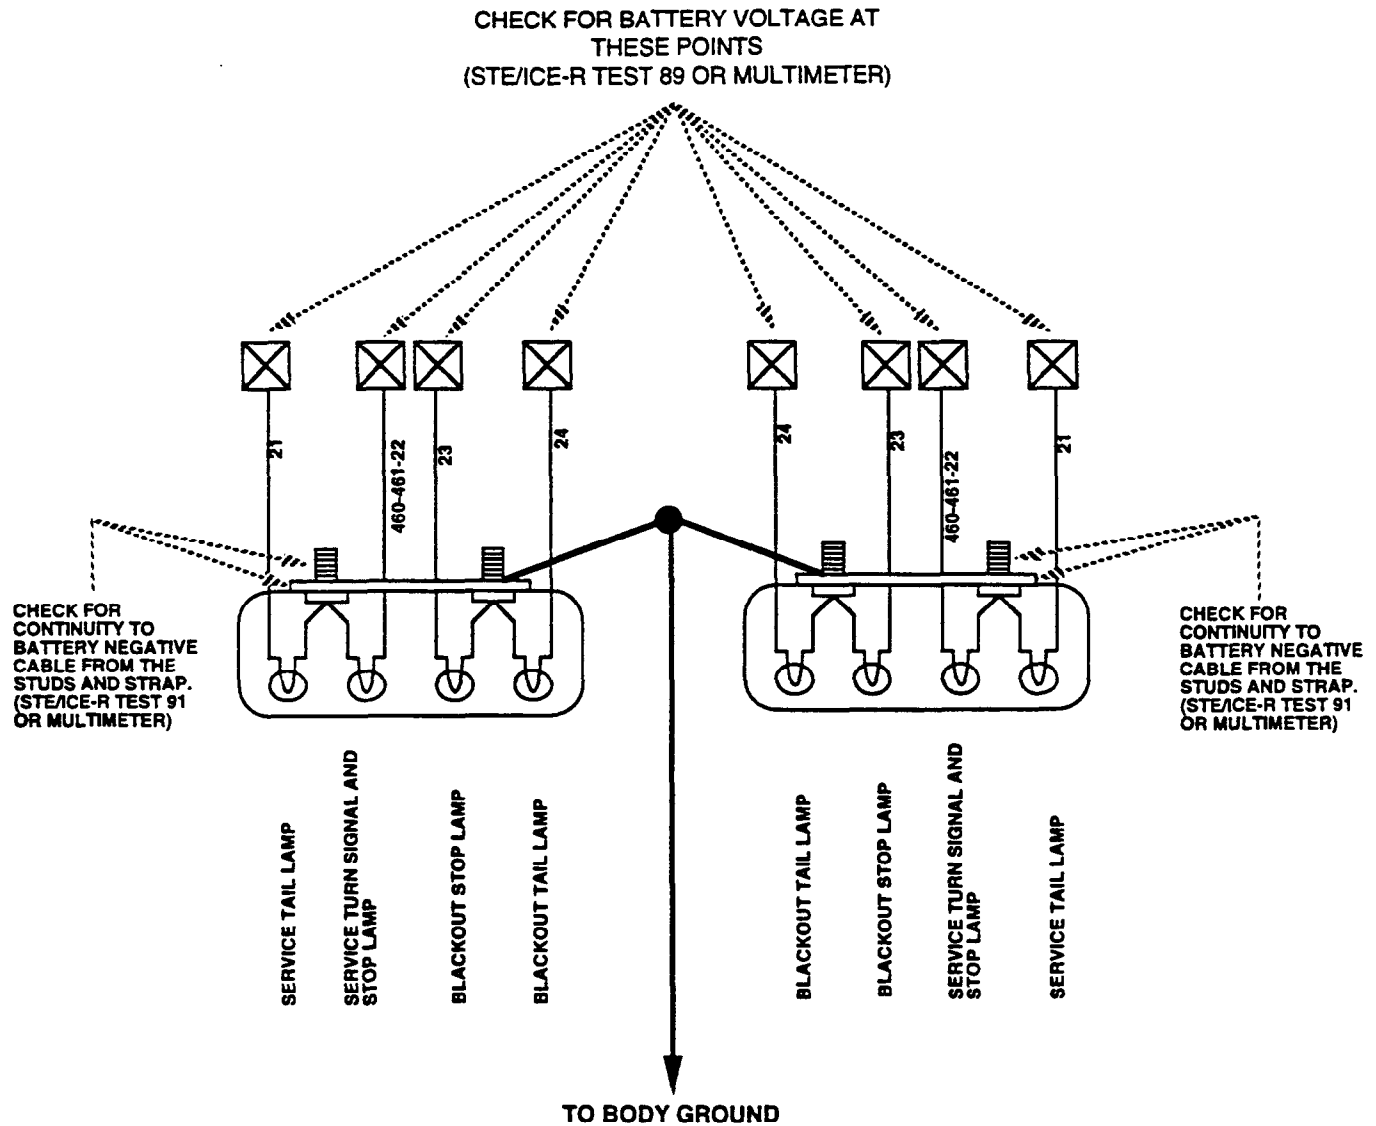 CHECK FOR BATTERY VOLTAGE AT
THESE POINTS
(STE/ICE-R TEST 89 OR MULTIMETER)
21
460-461-22
23
24
24
23
460-461-22
21
CHECK FOR
CONTINUITY TO
BATTERY NEGATIVE
CABLE FROM THE
STUDS AND STRAP.
(STE/ICE-R TEST 91
OR MULTIMETER)
CHECK FOR
CONTINUITY TO
BATTERY NEGATIVE
CABLE FROM THE
STUDS AND STRAP.
(STE/ICE-R TEST 91
OR MULTIMETER)
SERVICE TAIL LAMP
SERVICE TURN SIGNAL AND
STOP LAMP
BLACKOUT STOP LAMP
BLACKOUT TAIL LAMP
BLACKOUT TAIL LAMP
BLACKOUT STOP LAMP
SERVICE TURN SIGNAL AND
STOP LAMP
SERVICE TAIL LAMP
TO BODY GROUND